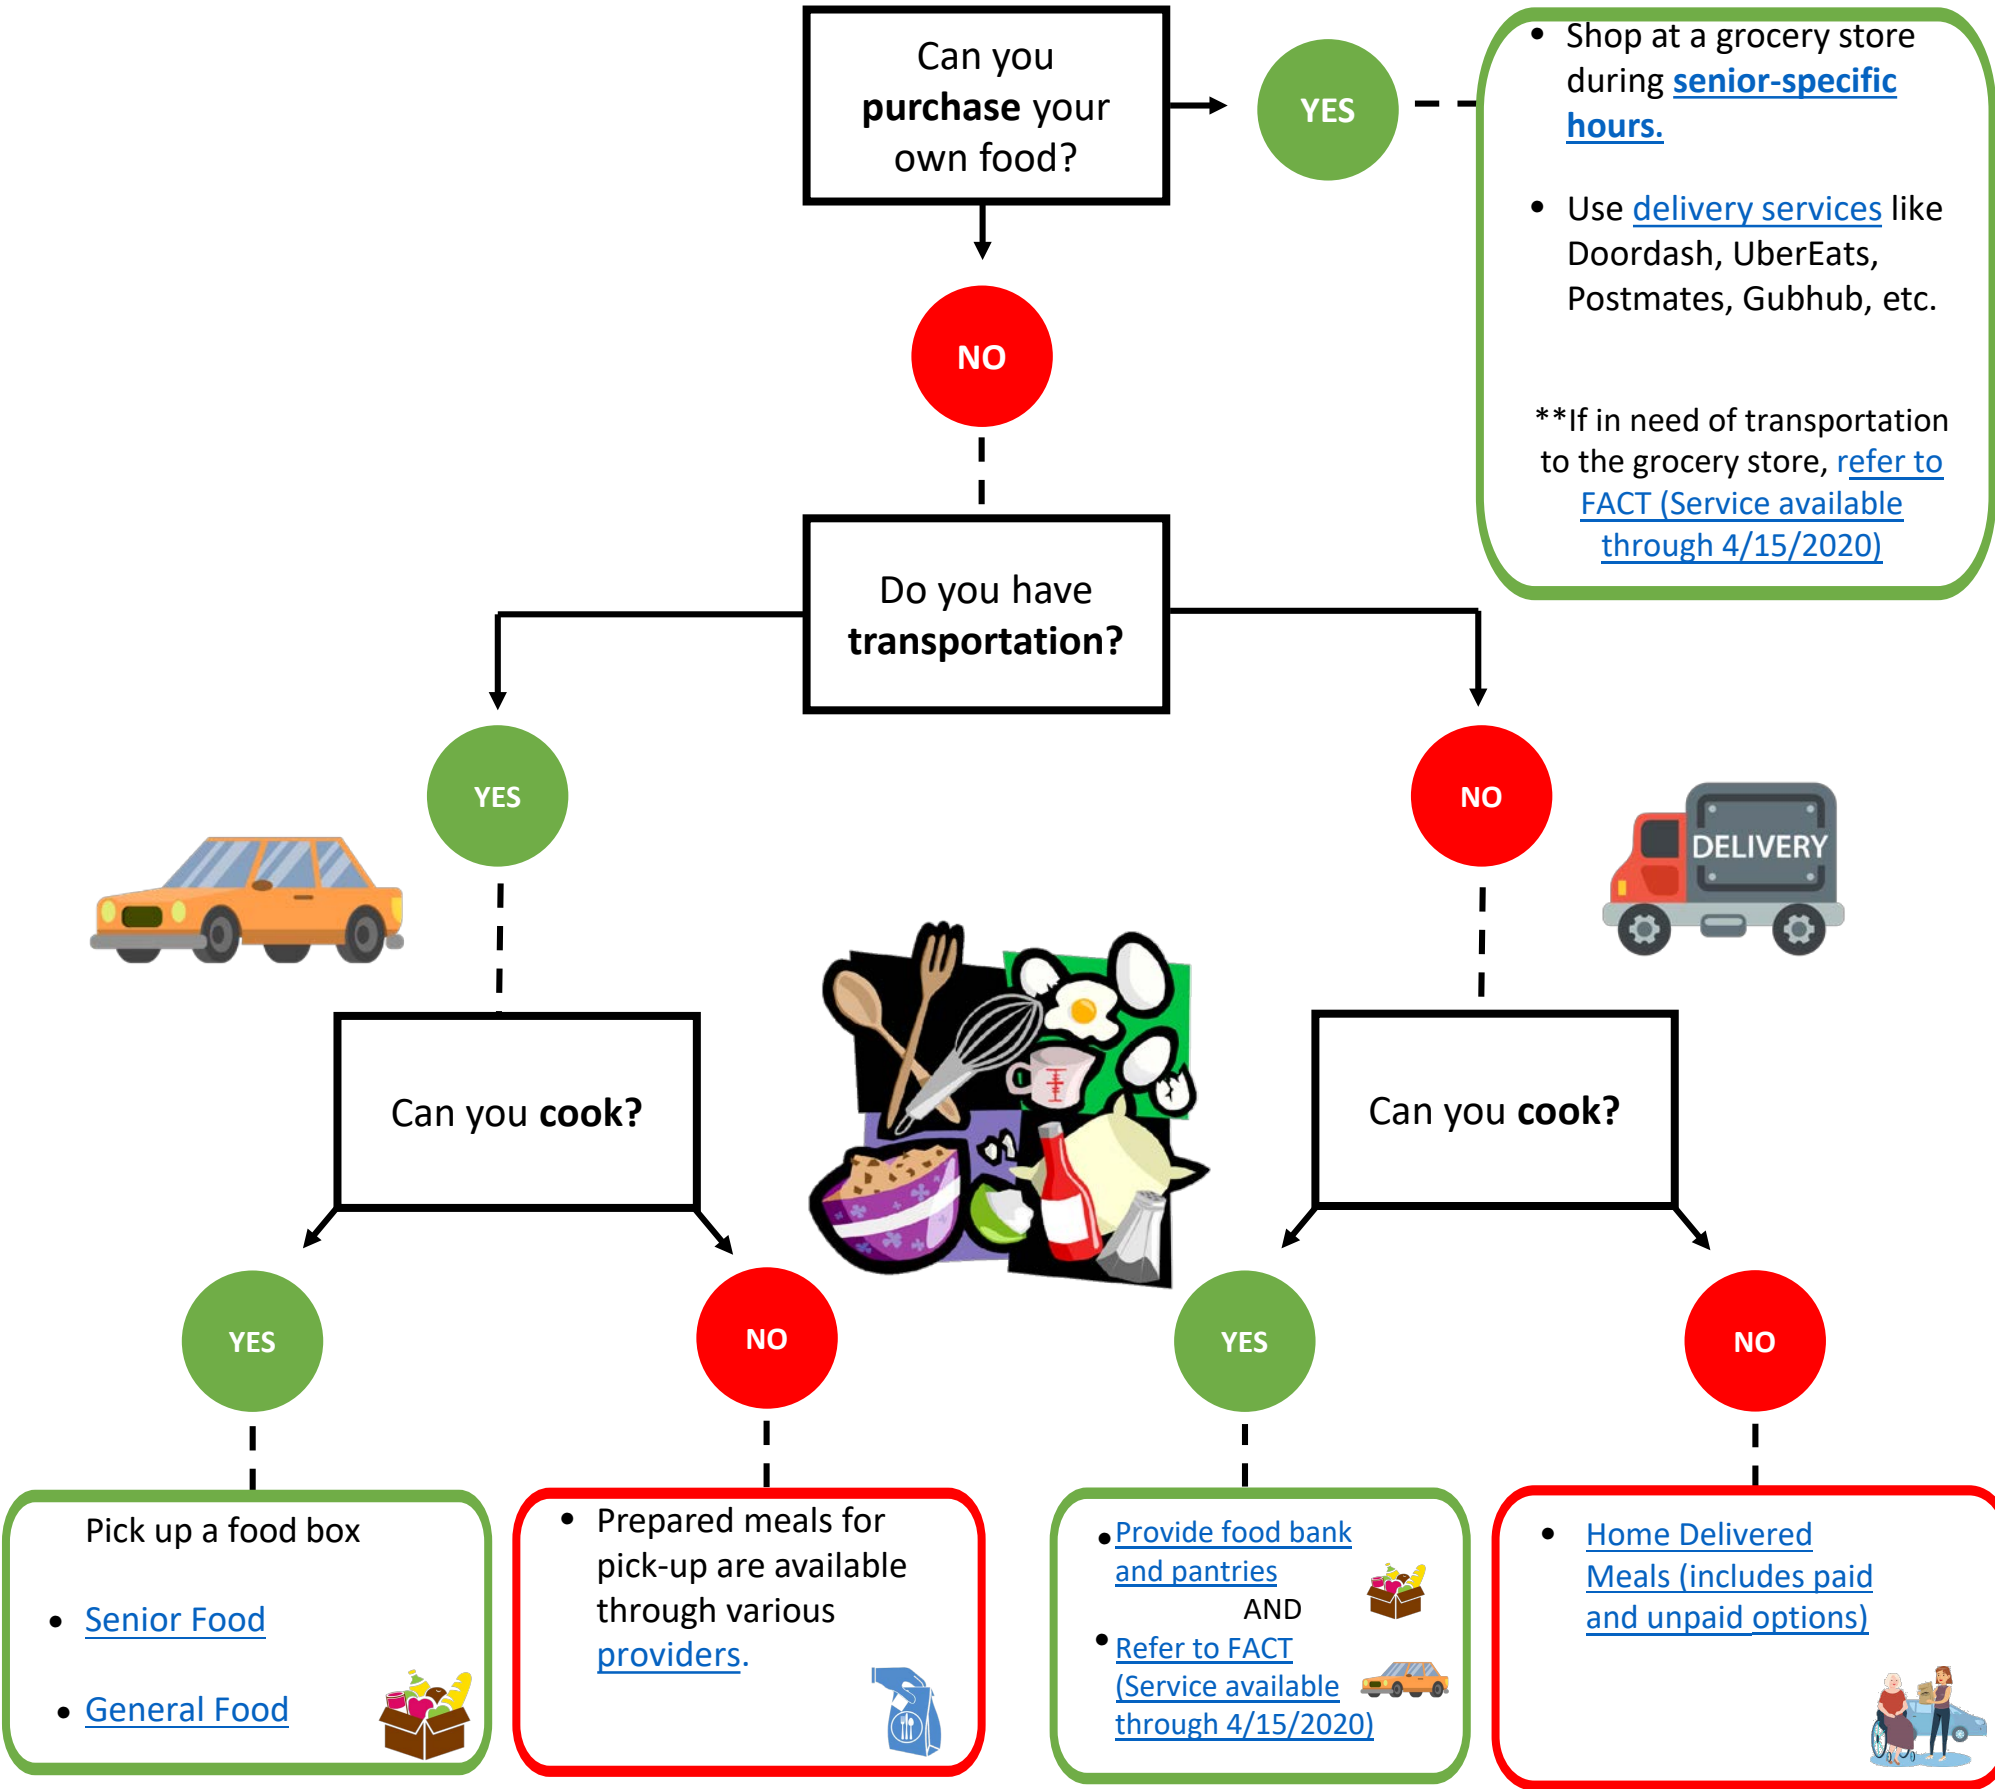 Can you
purchase your
own food?
YES
• Shop at a grocery store
during senior-specific
hours.
• Use delivery services like
Doordash, UberEats,
Postmates, Gubhub, etc.
**If in need of transportation
to the grocery store, refer to
FACT (Service available
through 4/15/2020)
NO
Do you have
transportation?
YES
NO
DELIVERY
Can you cook?
Can you cook?
YES
NO
YES
NO
Pick up a food box
• Senior Food
• General Food
• Prepared meals for
pick-up are available
through various
providers.
• Provide food bank
and pantries
AND
• Refer to FACT
(Service available
through 4/15/2020)
• Home Delivered
Meals (includes paid
and unpaid options)